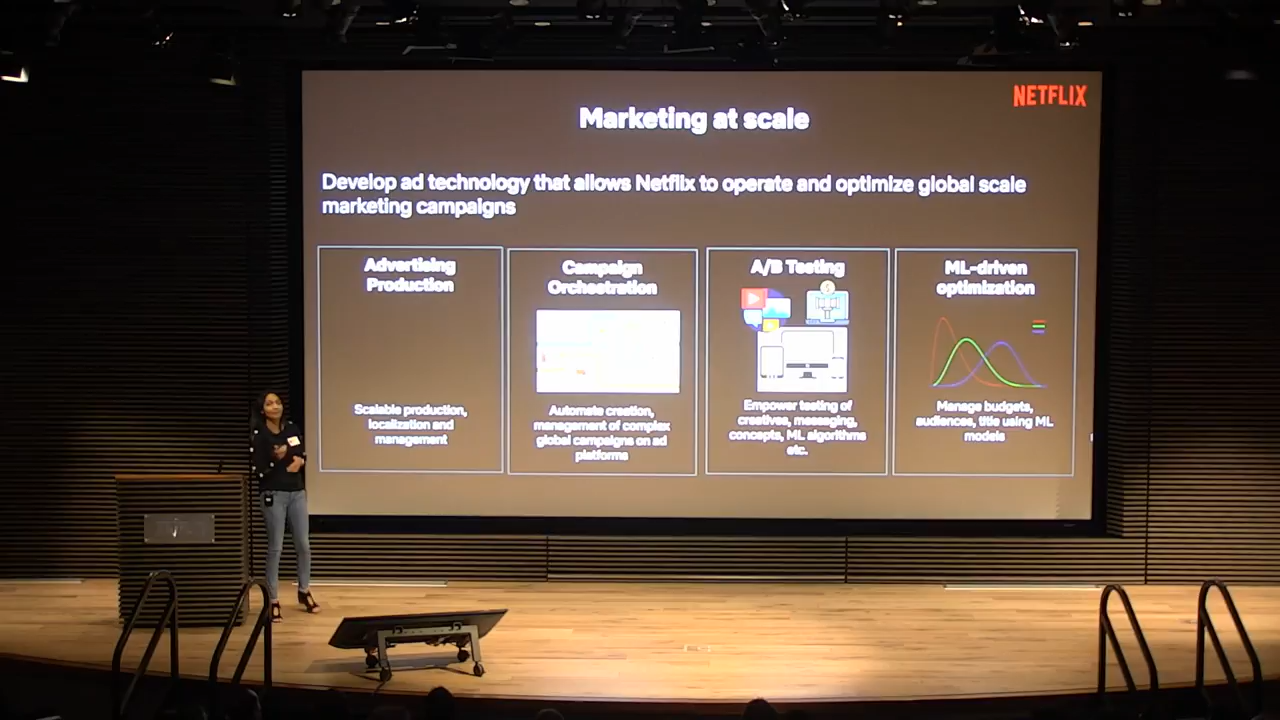 NETFLIX
Marketing at scale
Develop ad technology that allows Netflix to operate and optimize global scale
marketing campaigns
Advertising
Production
Scalable production,
localization and
management
Campaign
Orchestration
Automate creation,
management of complex
global campaigns on ad
platforms
A/B Testing
Empower testing of
creatives, messaging,
concepts, ML algorithms
etc.
ML-driven
optimization
Manage budgets,
audiences, title using ML
models